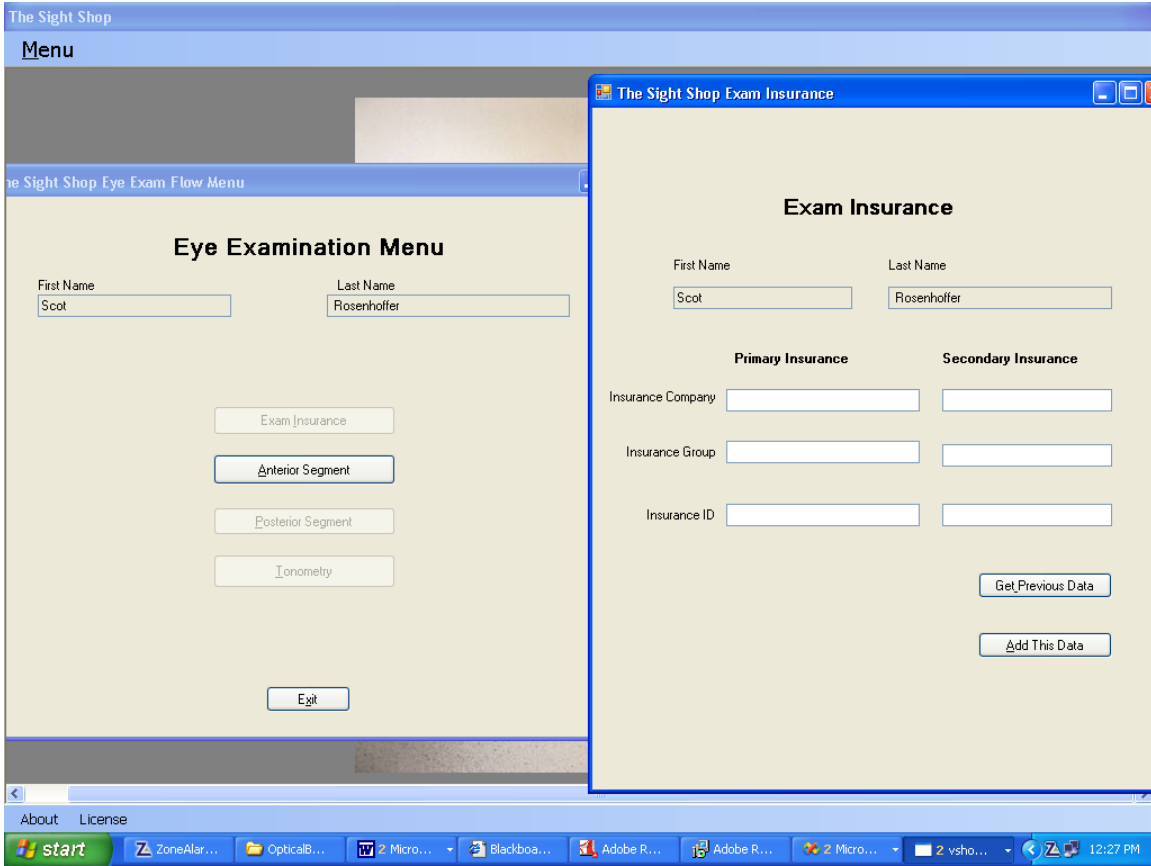 The Sight Shop
Menu
The Sight Shop Exam Insurance
Exam Insurance
First Name Last Name
Scot Rosenhoffer
Primary Insurance Secondary Insurance
Insurance Company
Insurance Group
Insurance ID
Get Previous Data
Add This Data
he Sight Shop Eye Exam Flow Menu
Eye Examination Menu
First Name Last Name
Scot Rosenhoffer
Exam Insurance
Anterior Segment
Posterior Segment
Tonometry
Exit
About License
start ZoneAlar... OpticalB... 2 Micro... Blackboa... Adobe R... Adobe R... 2 Micro... 2 vsho... 12:27 PM